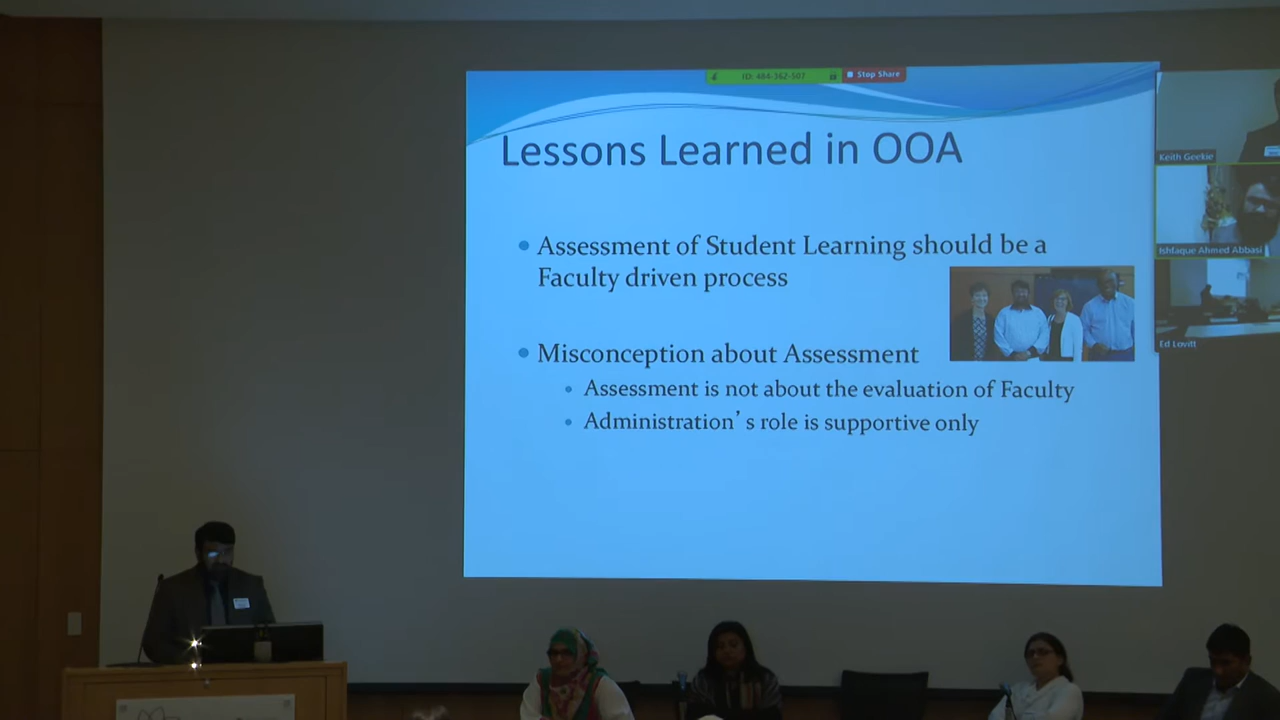 ID: 484-362-507
Stop Share
Lessons Learned in OOA
Keith Geekie
Assessment of Student Learning should be a
Faculty driven process
Ishfaque Ahmed Abbasi
Misconception about Assessment
Ed Lovitt
Assessment is not about the evaluation of Faculty
Administration's role is supportive only